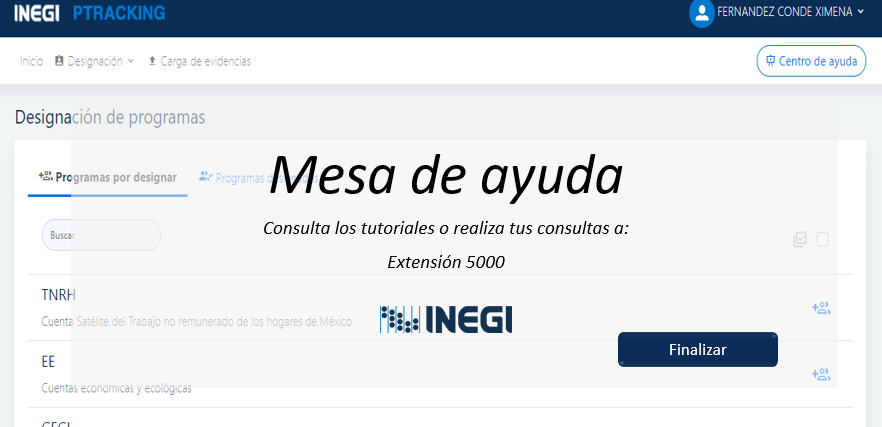 INEGI PTRACKING
FERNANDEZ CONDE XIMENA
Inicio Designación Carga de evidencias
Centro de ayuda
Designación de programas
Programas por designar
Programas
Mesa de ayuda
Consulta los tutoriales o realiza tus consultas a:
Buscar
Extensión 5000
TNRH
Cuenta Satélite del Trabajo no remunerado de los hogares de México
INEGI
Finalizar
EE
Cuentas económicas y ecológicas